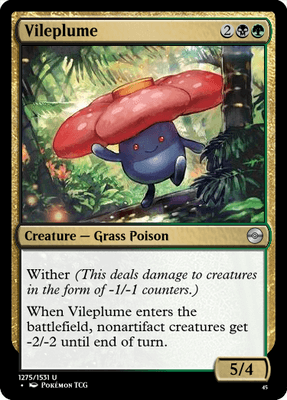 Vileplume 2
Creature — Grass Poison
Wither (This deals damage to creatures
in the form of -1/-1 counters.)
When Vileplume enters the
battlefield, nonartifact creatures get
-2/-2 until end of turn.
5/4
1275/1531 U
• Pokémon TCG
45